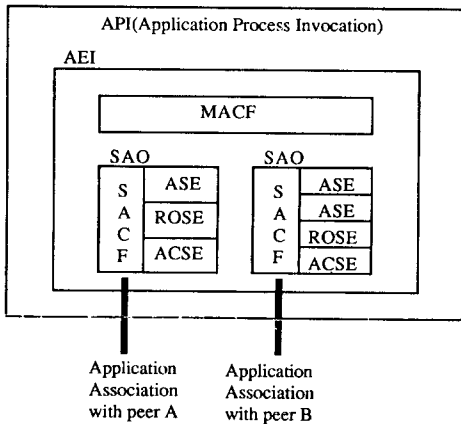 API(Application Process Invocation)
AEI
MACF
SAO
S
A
C
F
ASE
ROSE
ACSE
SAO
S
A
C
F
ASE
ASE
ROSE
ACSE
Application
Association
with peer A
Application
Association
with peer B